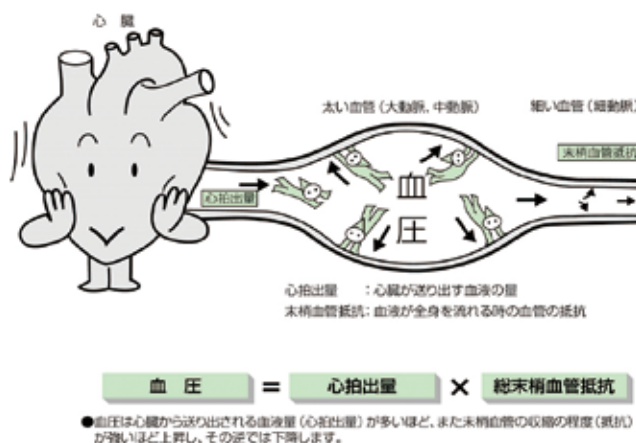 心臓
太い血管（大動脈、中動脈）
細い血管（細動脈）
末梢血管抵抗
心拍出量
血圧
心拍出量　：心臓が送り出す血液の量
末梢血管抵抗：血液が全身を流れる時の血管の抵抗
血圧 = 心拍出量 × 総末梢血管抵抗
●血圧は心臓から送り出される血液量（心拍出量）が多いほど、また末梢血管の収縮の程度（抵抗）
が強いほど上昇し、その逆では下降します。